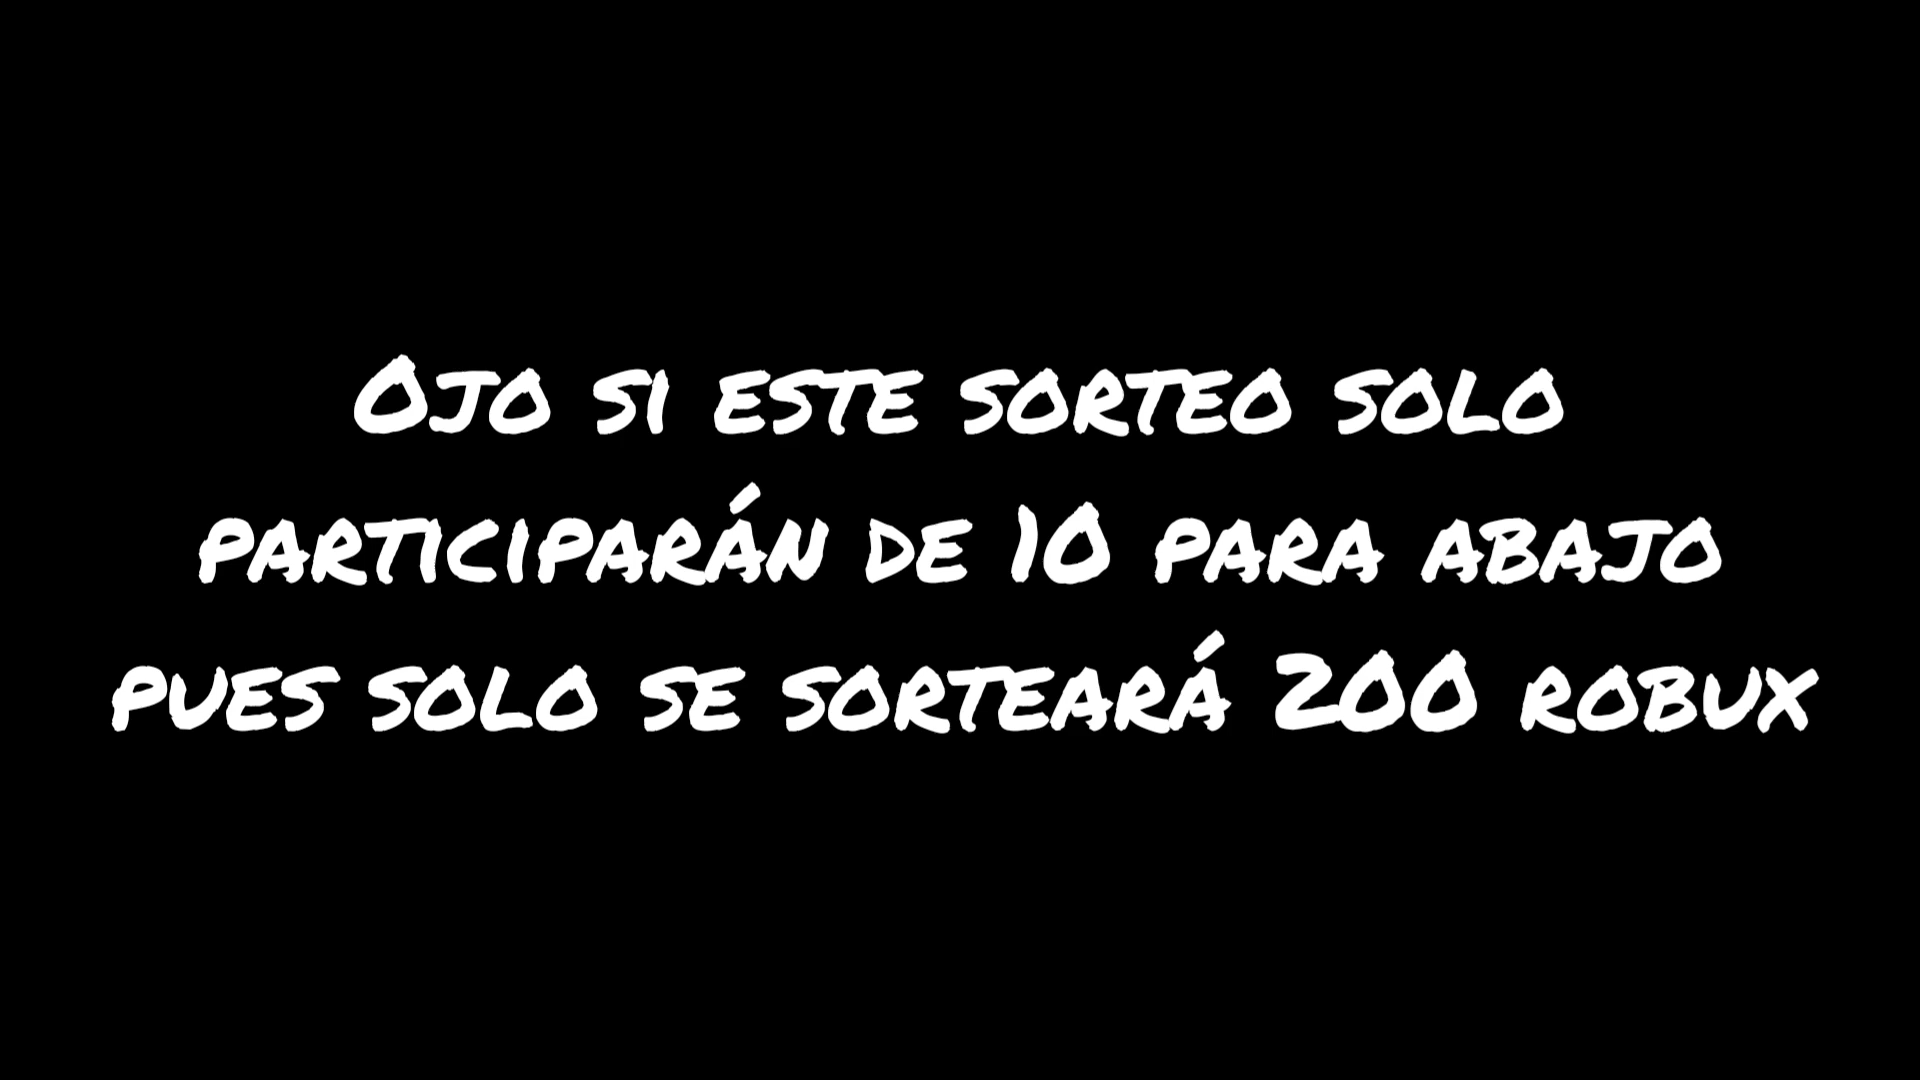 Ojo si este sorteo solo
participarán de 10 para abajo
pues solo se sorteará 200 robux